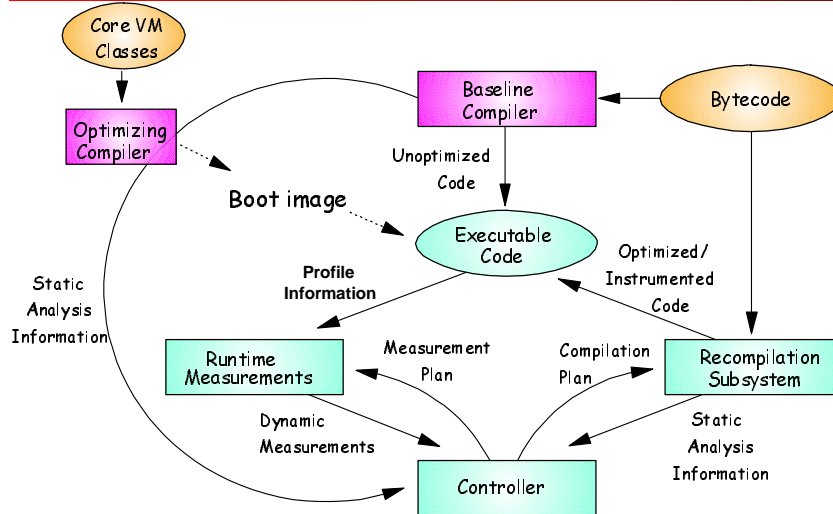 Core VM
Classes
Baseline
Compiler
Bytecode
Optimizing
Compiler
Unoptimized
Code
Boot image
Executable
Code
Optimized/
Instrumented
Code
Profile
Information
Static
Analysis
Information
Runtime
Measurements
Measurement
Plan
Compilation
Plan
Recompilation
Subsystem
Dynamic
Measurements
Static
Analysis
Information
Controller